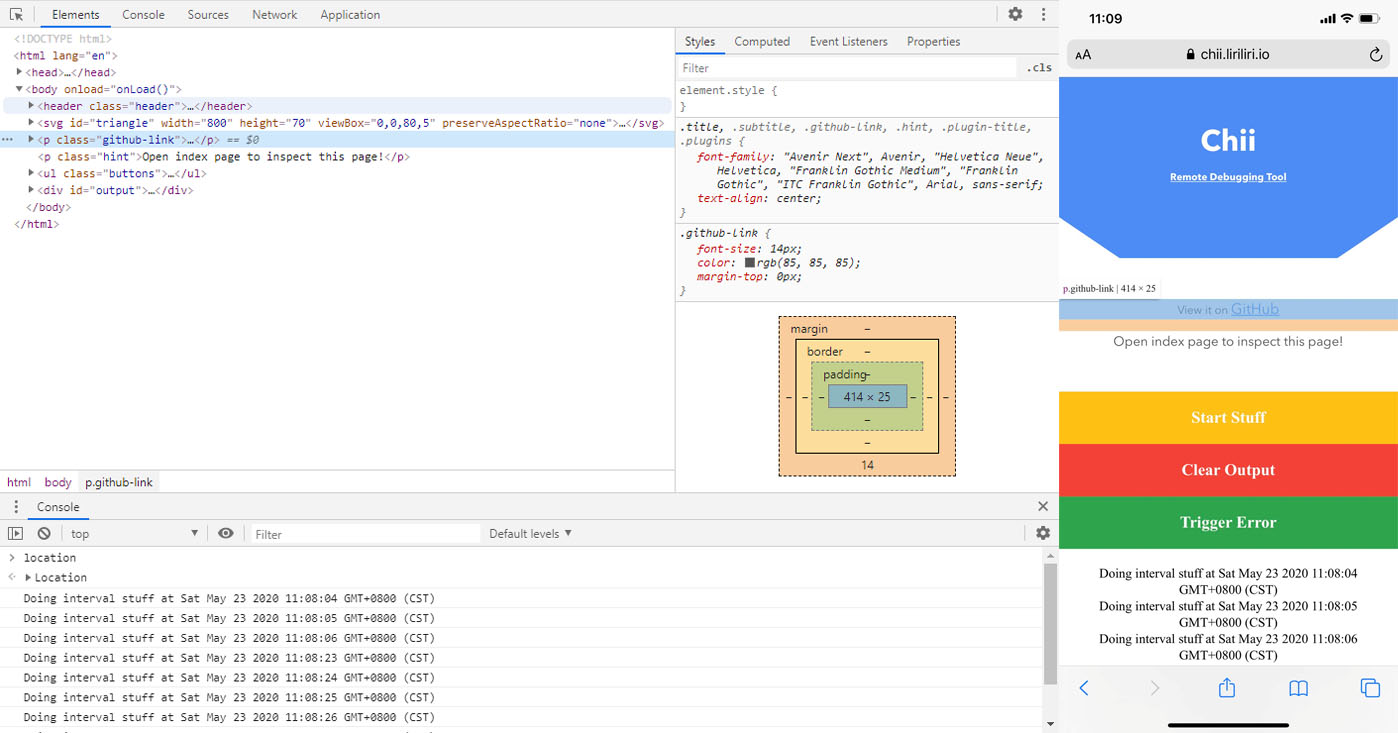 Elements Console Sources Network Application
<!DOCTYPE html>
<html lang="en">
<head>…</head>
<body onload="onLoad()">
<header class="header">…</header>
<svg id="triangle" width="800" height="70" viewBox="0,0,80,5" preserveAspectRatio="none">…</svg>
<p class="github-link">…</p> == $0
<p class="hint">Open index page to inspect this page!</p>
<ul class="buttons">…</ul>
<div id="output">…</div>
</body>
</html>
html body p.github-link
Styles Computed Event Listeners Properties
Filter .cls
element.style {
}
.title, .subtitle, .github-link, .hint, .plugin-title,
.plugins {
font-family: "Avenir Next", Avenir, "Helvetica Neue",
Helvetica, "Franklin Gothic Medium", "Franklin
Gothic", "ITC Franklin Gothic", Arial, sans-serif;
text-align: center;
}
.github-link {
font-size: 14px;
color: rgb(85, 85, 85);
margin-top: 0px;
}
margin –
border –
padding –
– – – 414 × 25 – – –
–
–
14
Console
top Filter Default levels
> location
Location
Doing interval stuff at Sat May 23 2020 11:08:04 GMT+0800 (CST)
Doing interval stuff at Sat May 23 2020 11:08:05 GMT+0800 (CST)
Doing interval stuff at Sat May 23 2020 11:08:06 GMT+0800 (CST)
Doing interval stuff at Sat May 23 2020 11:08:23 GMT+0800 (CST)
Doing interval stuff at Sat May 23 2020 11:08:24 GMT+0800 (CST)
Doing interval stuff at Sat May 23 2020 11:08:25 GMT+0800 (CST)
Doing interval stuff at Sat May 23 2020 11:08:26 GMT+0800 (CST)
11:09
AA chii.liriliri.io
Chii
Remote Debugging Tool
p.github-link | 414 × 25
View it on GitHub
Open index page to inspect this page!
Start Stuff
Clear Output
Trigger Error
Doing interval stuff at Sat May 23 2020 11:08:04
GMT+0800 (CST)
Doing interval stuff at Sat May 23 2020 11:08:05
GMT+0800 (CST)
Doing interval stuff at Sat May 23 2020 11:08:06
GMT+0800 (CST)